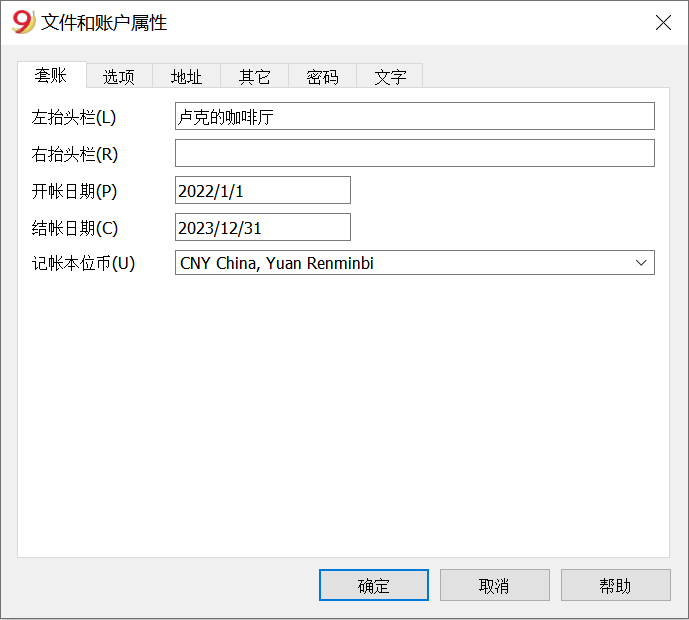 9 文件和账户属性
套账 选项 地址 其它 密码 文字
左抬头栏(L) 卢克的咖啡厅
右抬头栏(R)
开帐日期(P) 2022/1/1
结帐日期(C) 2023/12/31
记帐本位币(U) CNY China, Yuan Renminbi
确定 取消 帮助